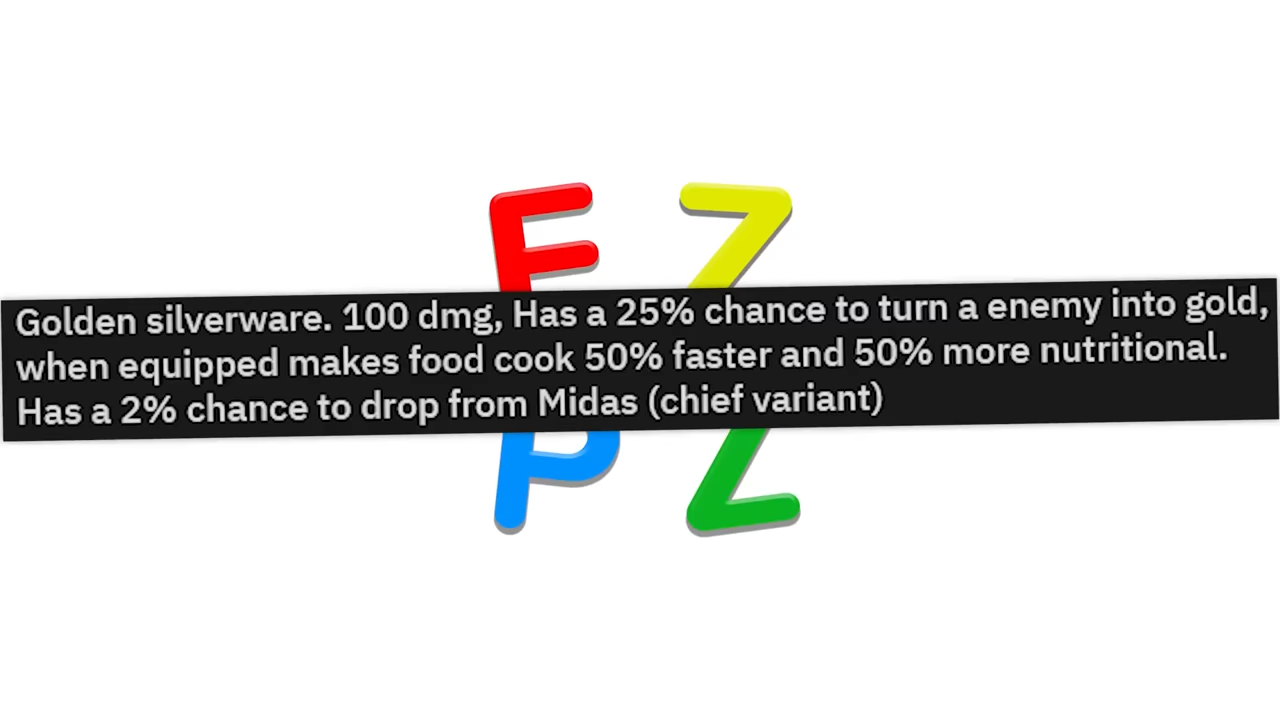 F Z
Golden silverware. 100 dmg, Has a 25% chance to turn a enemy into gold,
when equipped makes food cook 50% faster and 50% more nutritional.
Has a 2% chance to drop from Midas (chief variant)
P Z